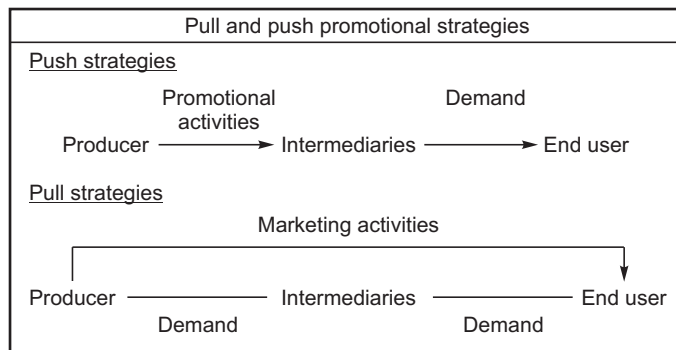 Pull and push promotional strategies
Push strategies
Promotional
activities
Demand
Producer
Intermediaries
End user
Pull strategies
Marketing activities
Producer
Intermediaries
End user
Demand
Demand